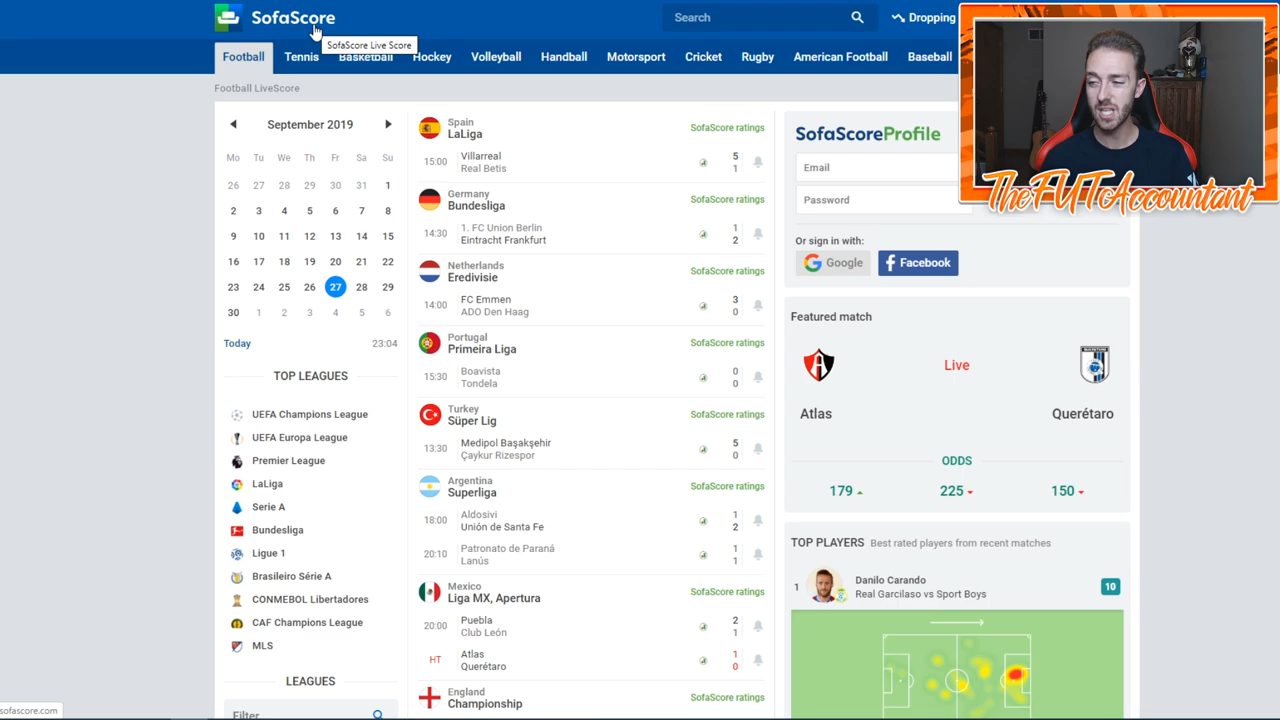 SofaScore
Search
Dropping
SofaScore Live Score
Football
Tennis
Basketball
Hockey
Volleyball
Handball
Motorsport
Cricket
Rugby
American Football
Baseball
Football LiveScore
TheFUTAccountant
September 2019
Mo Tu We Th Fr Sa Su
26 27 28 29 30 31 1
2 3 4 5 6 7 8
9 10 11 12 13 14 15
16 17 18 19 20 21 22
23 24 25 26 27 28 29
30 1 2 3 4 5 6
Today 23:04
TOP LEAGUES
UEFA Champions League
UEFA Europa League
Premier League
LaLiga
Serie A
Bundesliga
Ligue 1
Brasileiro Série A
CONMEBOL Libertadores
CAF Champions League
MLS
LEAGUES
Filter
Spain
LaLiga SofaScore ratings
15:00 Villarreal 5
Real Betis 1
Germany
Bundesliga SofaScore ratings
14:30 1. FC Union Berlin 1
Eintracht Frankfurt 2
Netherlands
Eredivisie SofaScore ratings
14:00 FC Emmen 3
ADO Den Haag 0
Portugal
Primeira Liga SofaScore ratings
15:30 Boavista 0
Tondela 0
Turkey
Süper Lig SofaScore ratings
13:30 Medipol Başakşehir 5
Çaykur Rizespor 0
Argentina
Superliga SofaScore ratings
18:00 Aldosivi 1
Unión de Santa Fe 2
20:10 Patronato de Paraná 1
Lanús 1
Mexico
Liga MX, Apertura SofaScore ratings
20:00 Puebla 2
Club León 1
HT Atlas 1
Querétaro 0
England
Championship SofaScore ratings
SofaScoreProfile
Email
Password
Or sign in with:
Google
Facebook
Featured match
Live
Atlas Querétaro
ODDS
179 225 150
TOP PLAYERS Best rated players from recent matches
1 Danilo Carando 10
Real Garcilaso vs Sport Boys
sofascore.com